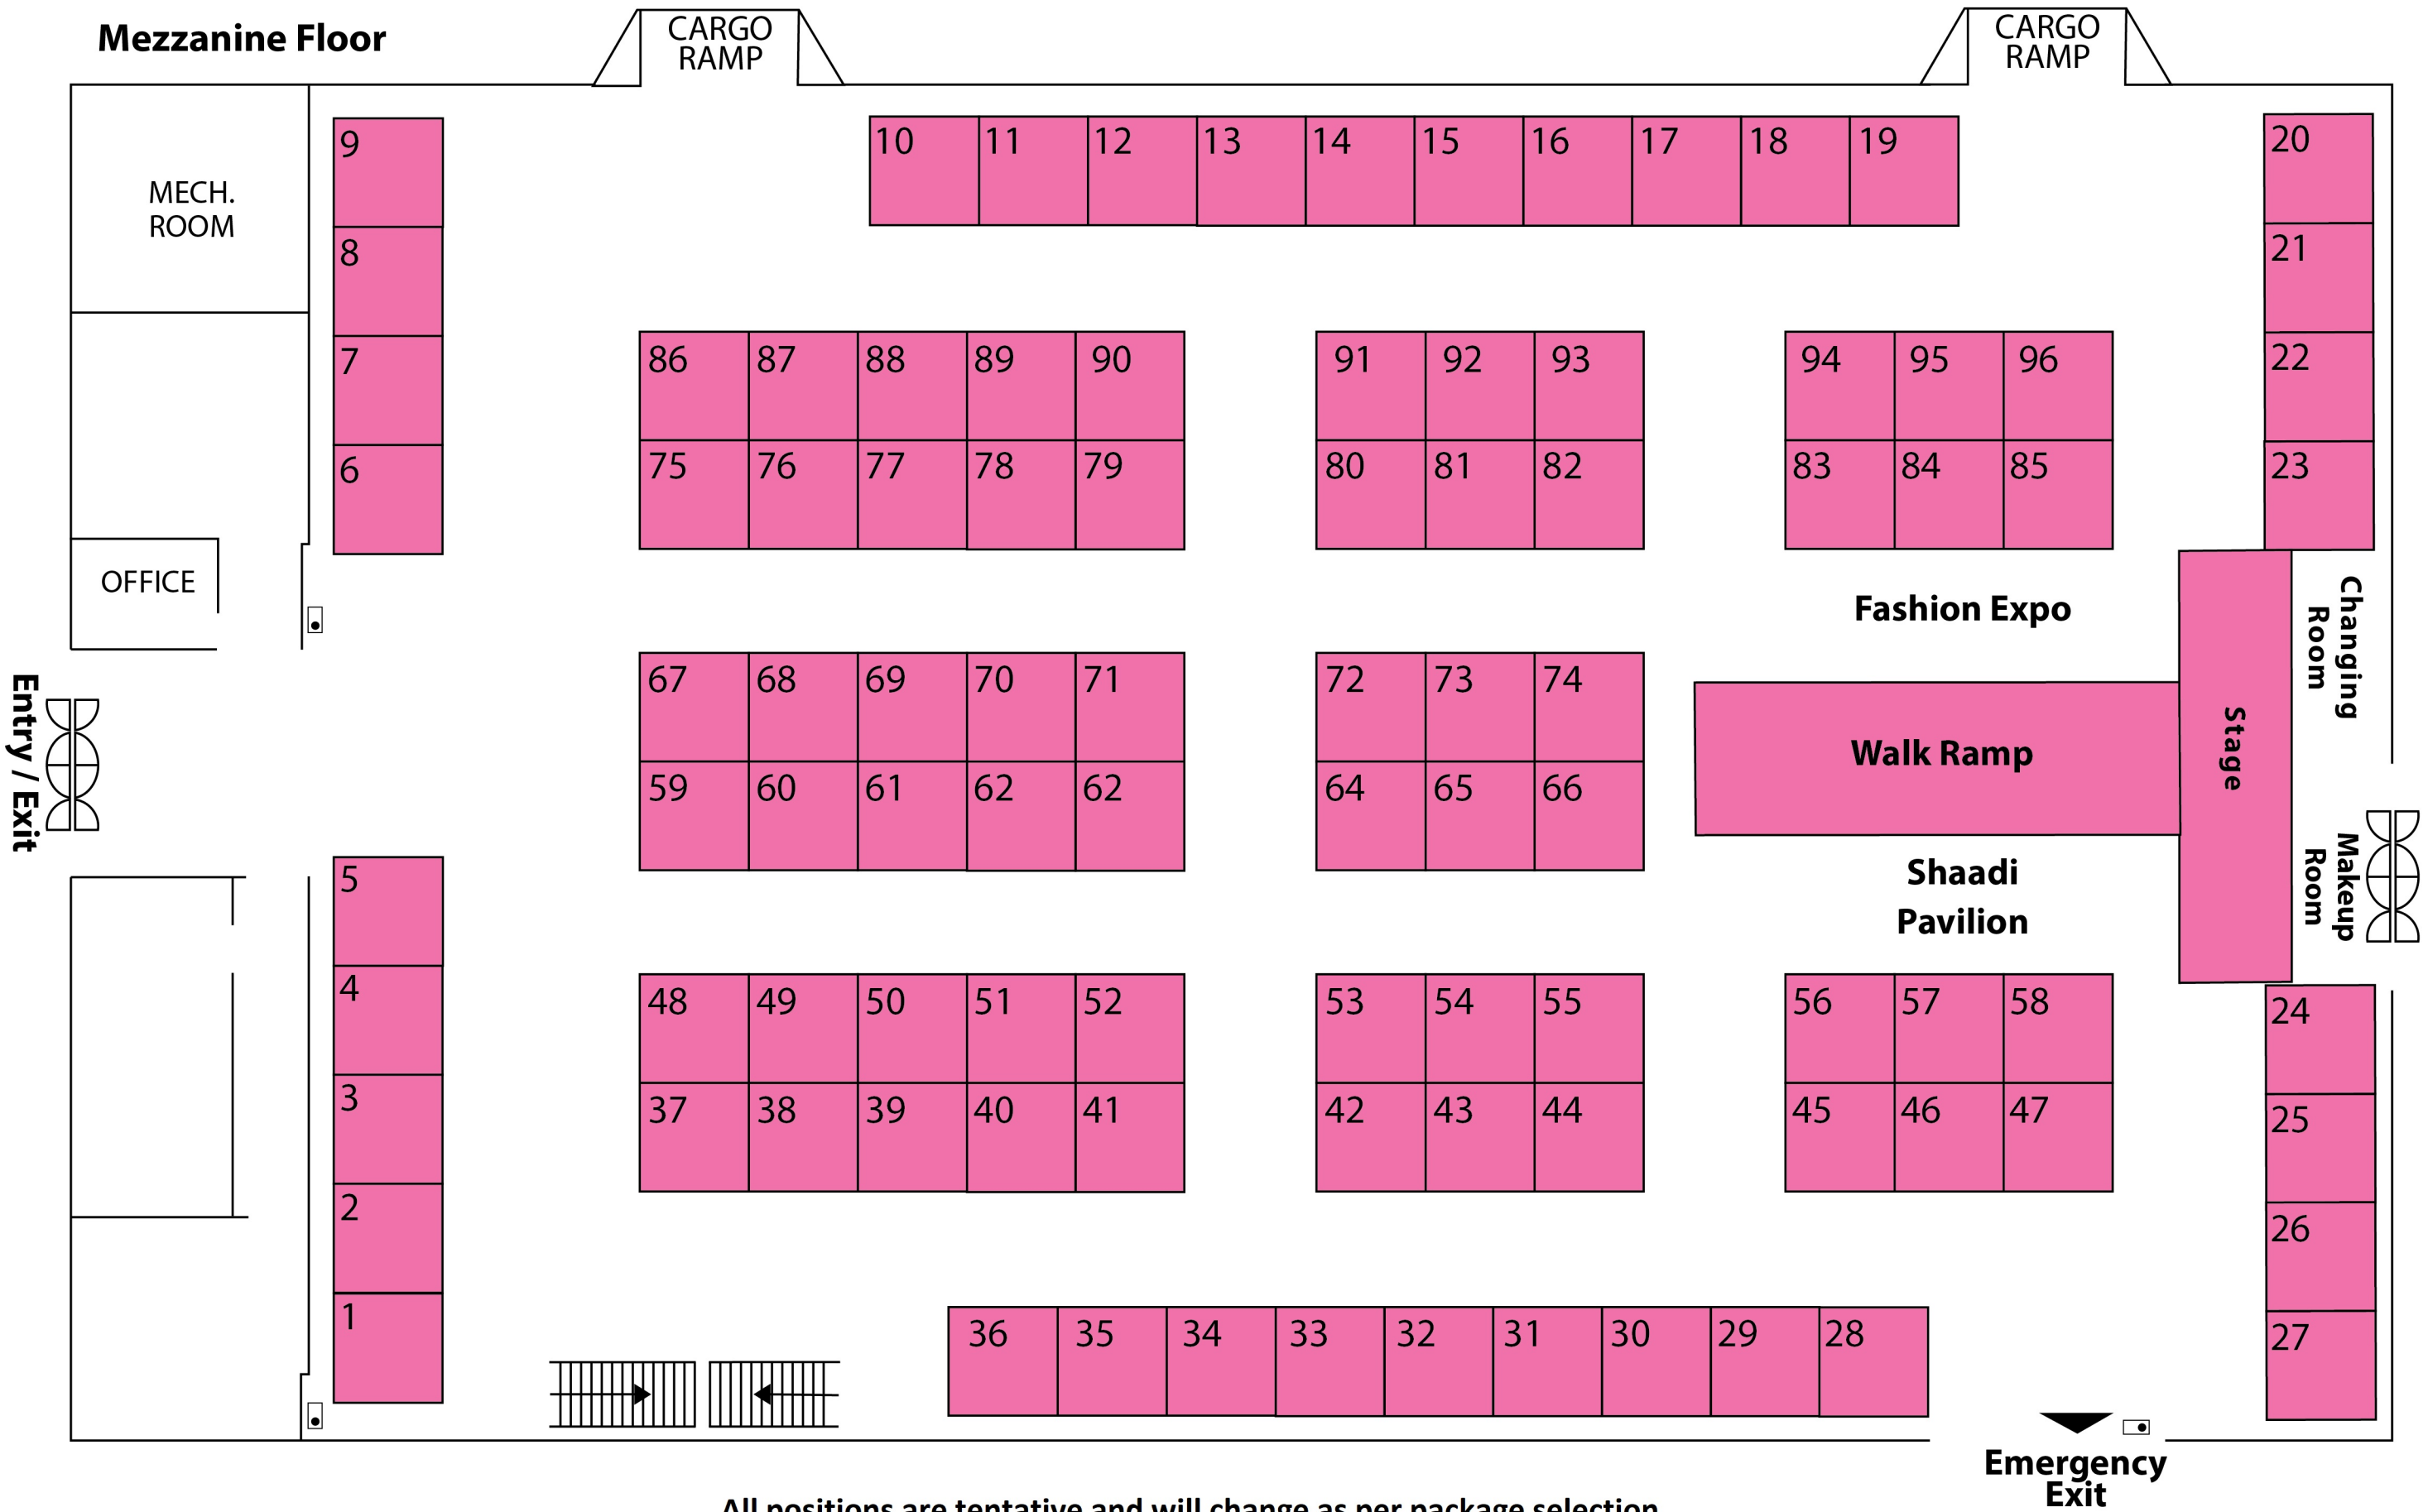 Mezzanine Floor
CARGO
RAMP
CARGO
RAMP
MECH.
ROOM
9
8
7
6
10 11 12 13 14 15 16 17 18 19
20
21
22
23
86 87 88 89 90
75 76 77 78 79
91 92 93
80 81 82
94 95 96
83 84 85
OFFICE
Fashion Expo
Changing
Room
Entry / Exit
67 68 69 70 71
59 60 61 62 62
72 73 74
64 65 66
Walk Ramp
Stage
Shaadi
Pavilion
Makeup
Room
5
4
3
2
1
48 49 50 51 52
37 38 39 40 41
53 54 55
42 43 44
56 57 58
45 46 47
24
25
26
27
36 35 34 33 32 31 30 29 28
Emergency
Exit
All positions are tentative and will change as per package selection